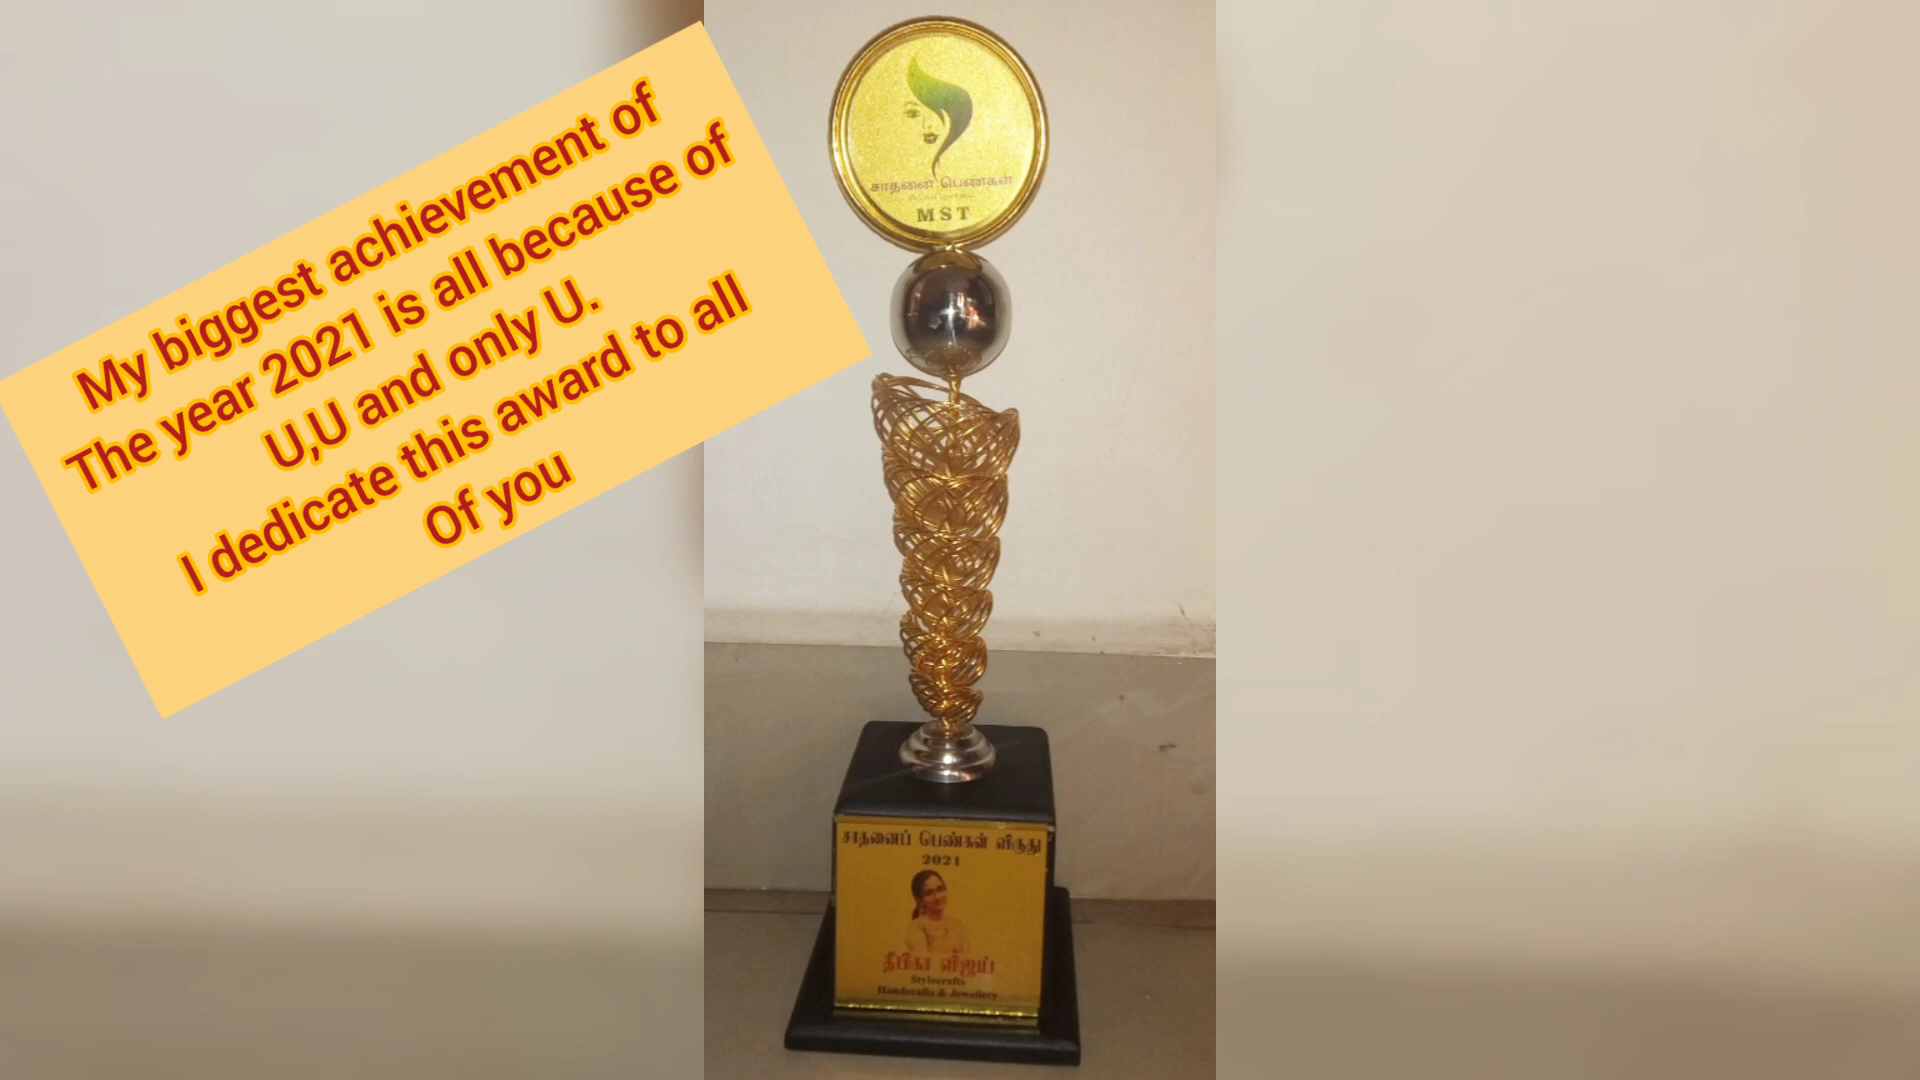 My biggest achievement of
The year 2021 is all because of
U,U and only U.
I dedicate this award to all
Of you
சாதனை பெண்கள்
MST
சாதனைப் பெண்கள் விருது
2021
தீபிகா விஜய்
Stylecrafts
Handcrafts & Jewellery